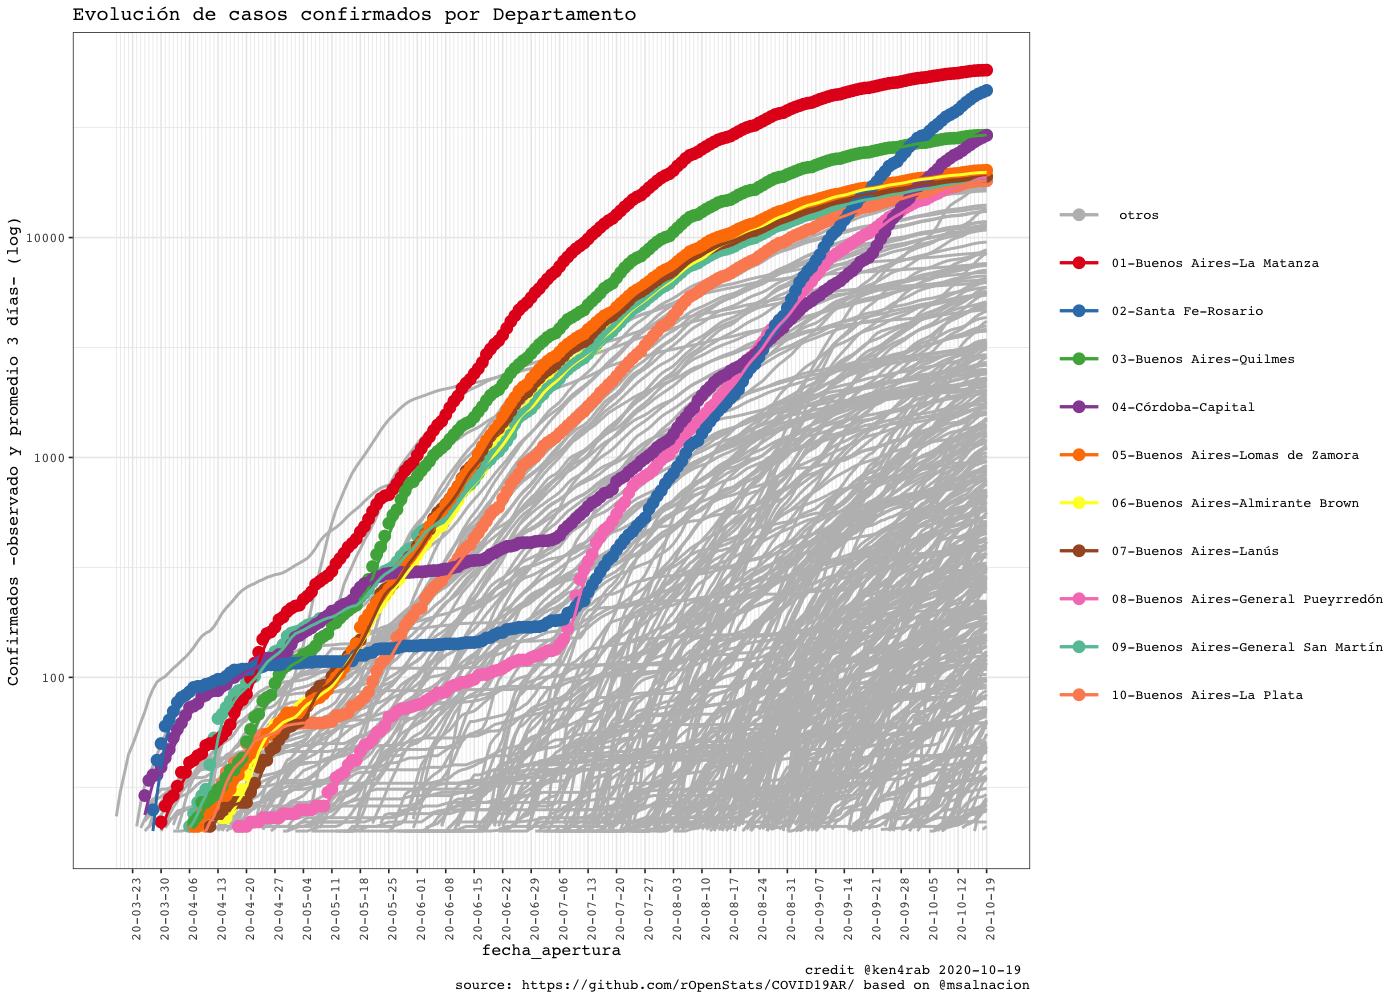 Evolución de casos confirmados por Departamento
Confirmados -observado y promedio 3 días- (log)
10000
1000
100
20-03-23
20-03-30
20-04-06
20-04-13
20-04-20
20-04-27
20-05-04
20-05-11
20-05-18
20-05-25
20-06-01
20-06-08
20-06-15
20-06-22
20-06-29
20-07-06
20-07-13
20-07-20
20-07-27
20-08-03
20-08-10
20-08-17
20-08-24
20-08-31
20-09-07
20-09-14
20-09-21
20-09-28
20-10-05
20-10-12
20-10-19
fecha_apertura
otros
01-Buenos Aires-La Matanza
02-Santa Fe-Rosario
03-Buenos Aires-Quilmes
04-Córdoba-Capital
05-Buenos Aires-Lomas de Zamora
06-Buenos Aires-Almirante Brown
07-Buenos Aires-Lanús
08-Buenos Aires-General Pueyrredón
09-Buenos Aires-General San Martín
10-Buenos Aires-La Plata
credit @ken4rab 2020-10-19
source: https://github.com/rOpenStats/COVID19AR/ based on @msalnacion